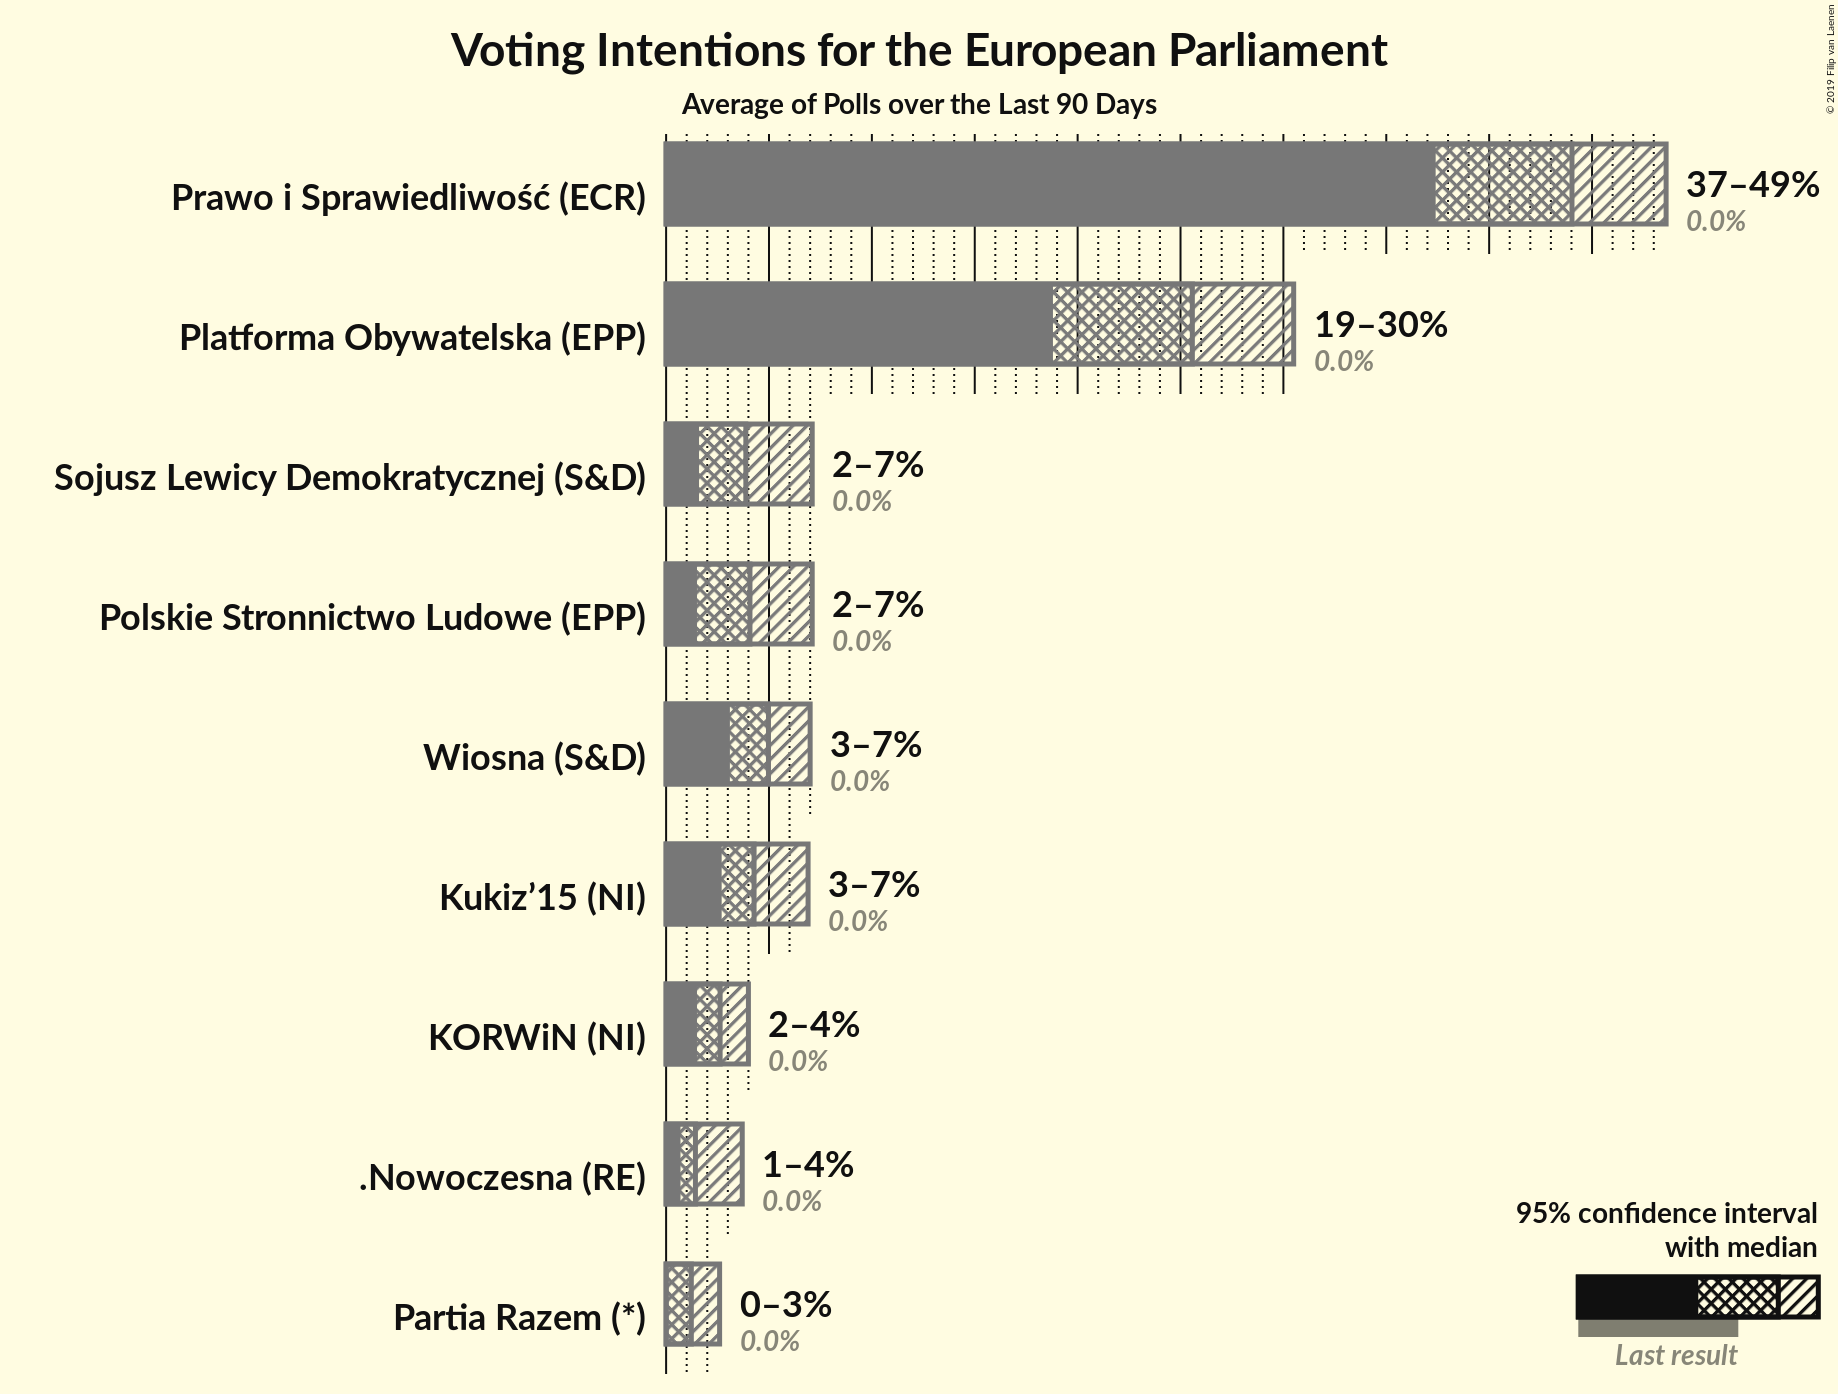 Voting Intentions for the European Parliament
Average of Polls over the Last 90 Days
© 2019 Filip van Laenen
Prawo i Sprawiedliwość (ECR)
37–49%
0.0%
Platforma Obywatelska (EPP)
19–30%
0.0%
Sojusz Lewicy Demokratycznej (S&D)
2–7%
0.0%
Polskie Stronnictwo Ludowe (EPP)
2–7%
0.0%
Wiosna (S&D)
3–7%
0.0%
Kukiz’15 (NI)
3–7%
0.0%
KORWiN (NI)
2–4%
0.0%
.Nowoczesna (RE)
1–4%
0.0%
Partia Razem (*)
0–3%
0.0%
95% confidence interval
with median
Last result